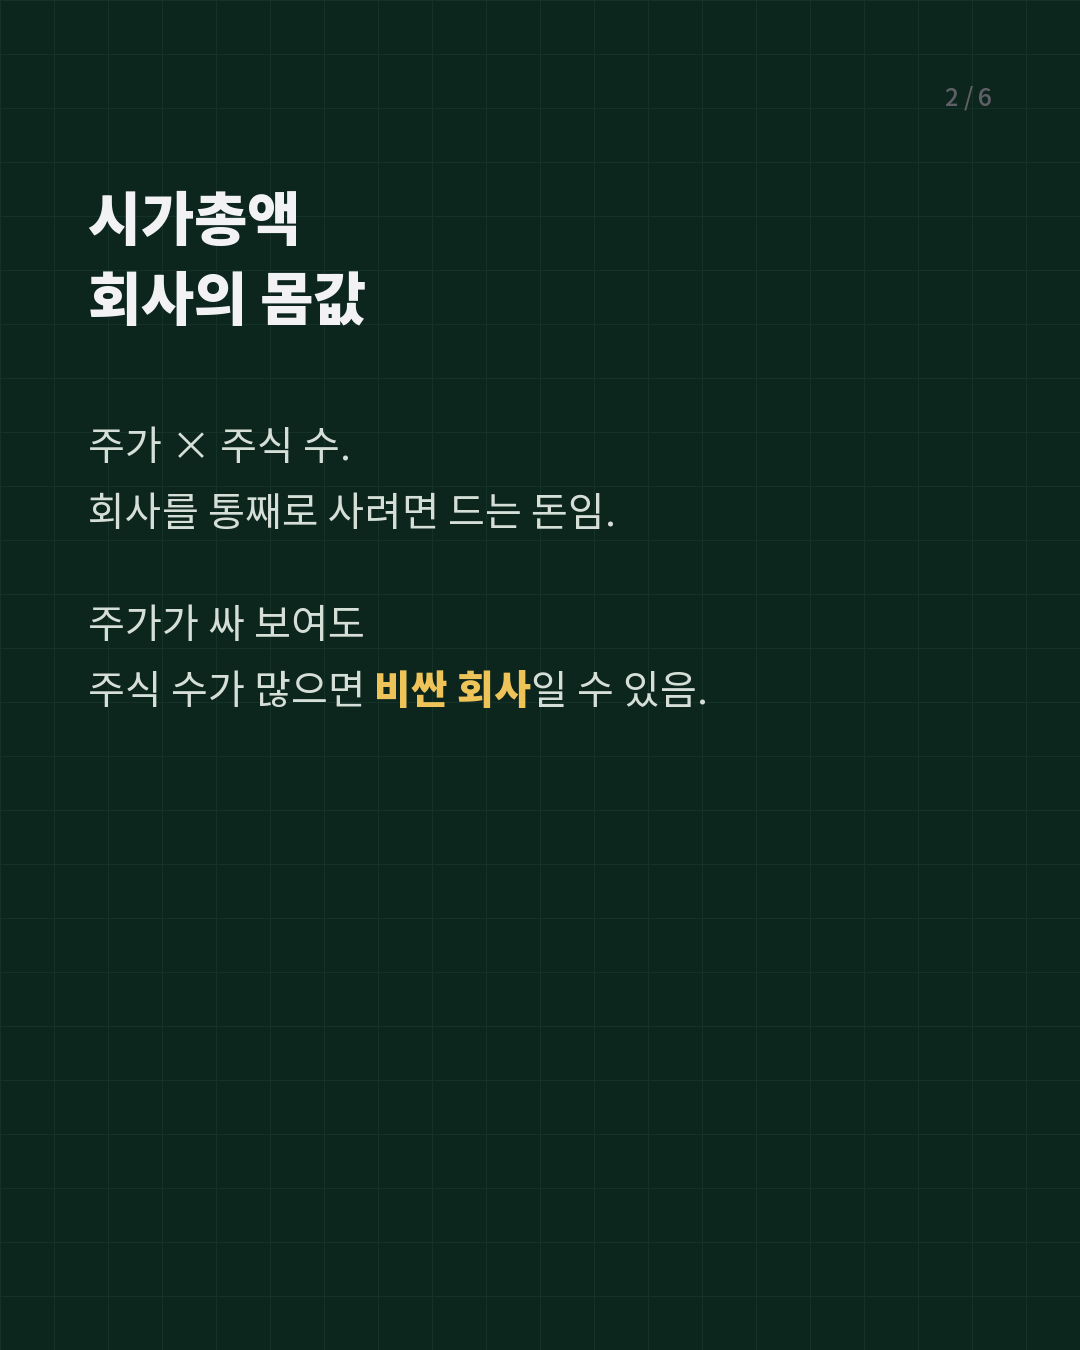 2 / 6
시가총액
회사의 몸값
주가 × 주식 수.
회사를 통째로 사려면 드는 돈임.
주가가 싸 보여도
주식 수가 많으면 비싼 회사일 수 있음.